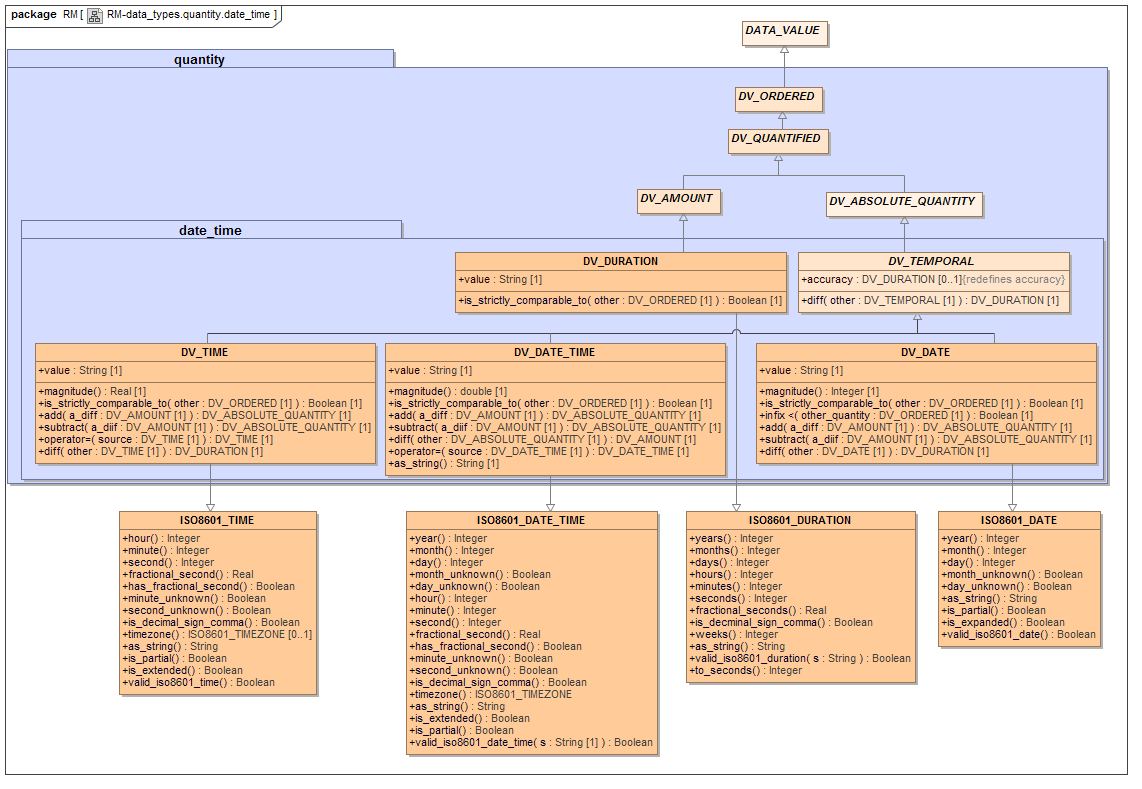 package RM [ RM-data_types.quantity.date_time ]
DATA_VALUE
quantity
DV_ORDERED
DV_QUANTIFIED
DV_AMOUNT
DV_ABSOLUTE_QUANTITY
date_time
DV_DURATION
+value : String [1]
+is_strictly_comparable_to( other : DV_ORDERED [1] ) : Boolean [1]
DV_TEMPORAL
+accuracy : DV_DURATION [0..1]{redefines accuracy}
+diff( other : DV_TEMPORAL [1] ) : DV_DURATION [1]
DV_TIME
+value : String [1]
+magnitude() : Real [1]
+is_strictly_comparable_to( other : DV_ORDERED [1] ) : Boolean [1]
+add( a_diff : DV_AMOUNT [1] ) : DV_ABSOLUTE_QUANTITY [1]
+subtract( a_diif : DV_AMOUNT [1] ) : DV_ABSOLUTE_QUANTITY [1]
+operator=( source : DV_TIME [1] ) : DV_TIME [1]
+diff( other : DV_TIME [1] ) : DV_DURATION [1]
DV_DATE_TIME
+value : String [1]
+magnitude() : double [1]
+is_strictly_comparable_to( other : DV_ORDERED [1] ) : Boolean [1]
+add( a_diff : DV_AMOUNT [1] ) : DV_ABSOLUTE_QUANTITY [1]
+subtract( a_diif : DV_AMOUNT [1] ) : DV_ABSOLUTE_QUANTITY [1]
+diff( other : DV_ABSOLUTE_QUANTITY [1] ) : DV_AMOUNT [1]
+operator=( source : DV_DATE_TIME [1] ) : DV_DATE_TIME [1]
+as_string() : String [1]
DV_DATE
+value : String [1]
+magnitude() : Integer [1]
+is_strictly_comparable_to( other : DV_ORDERED [1] ) : Boolean [1]
+infix <( other_quantity : DV_ORDERED [1] ) : Boolean [1]
+add( a_diff : DV_AMOUNT [1] ) : DV_ABSOLUTE_QUANTITY [1]
+subtract( a_diif : DV_AMOUNT [1] ) : DV_ABSOLUTE_QUANTITY [1]
+diff( other : DV_DATE [1] ) : DV_DURATION [1]
ISO8601_TIME
+hour() : Integer
+minute() : Integer
+second() : Integer
+fractional_second() : Real
+has_fractional_second() : Boolean
+minute_unknown() : Boolean
+second_unknown() : Boolean
+is_decimal_sign_comma() : Boolean
+timezone() : ISO8601_TIMEZONE [0..1]
+as_string() : String
+is_partial() : Boolean
+is_extended() : Boolean
+valid_iso8601_time() : Boolean
ISO8601_DATE_TIME
+year() : Integer
+month() : Integer
+day() : Integer
+month_unknown() : Boolean
+day_unknown() : Boolean
+hour() : Integer
+minute() : Integer
+second() : Integer
+fractional_second() : Real
+has_fractional_second() : Boolean
+minute_unknown() : Boolean
+second_unknown() : Boolean
+is_decimal_sign_comma() : Boolean
+timezone() : ISO8601_TIMEZONE
+as_string() : String
+is_extended() : Boolean
+is_partial() : Boolean
+valid_iso8601_date_time( s : String [1] ) : Boolean
ISO8601_DURATION
+years() : Integer
+months() : Integer
+days() : Integer
+hours() : Integer
+minutes() : Integer
+seconds() : Integer
+fractional_seconds() : Real
+is_decminal_sign_comma() : Boolean
+weeks() : Integer
+as_string() : String
+valid_iso8601_duration( s : String ) : Boolean
+to_seconds() : Integer
ISO8601_DATE
+year() : Integer
+month() : Integer
+day() : Integer
+month_unknown() : Boolean
+day_unknown() : Boolean
+as_string() : String
+is_partial() : Boolean
+is_expanded() : Boolean
+valid_iso8601_date() : Boolean